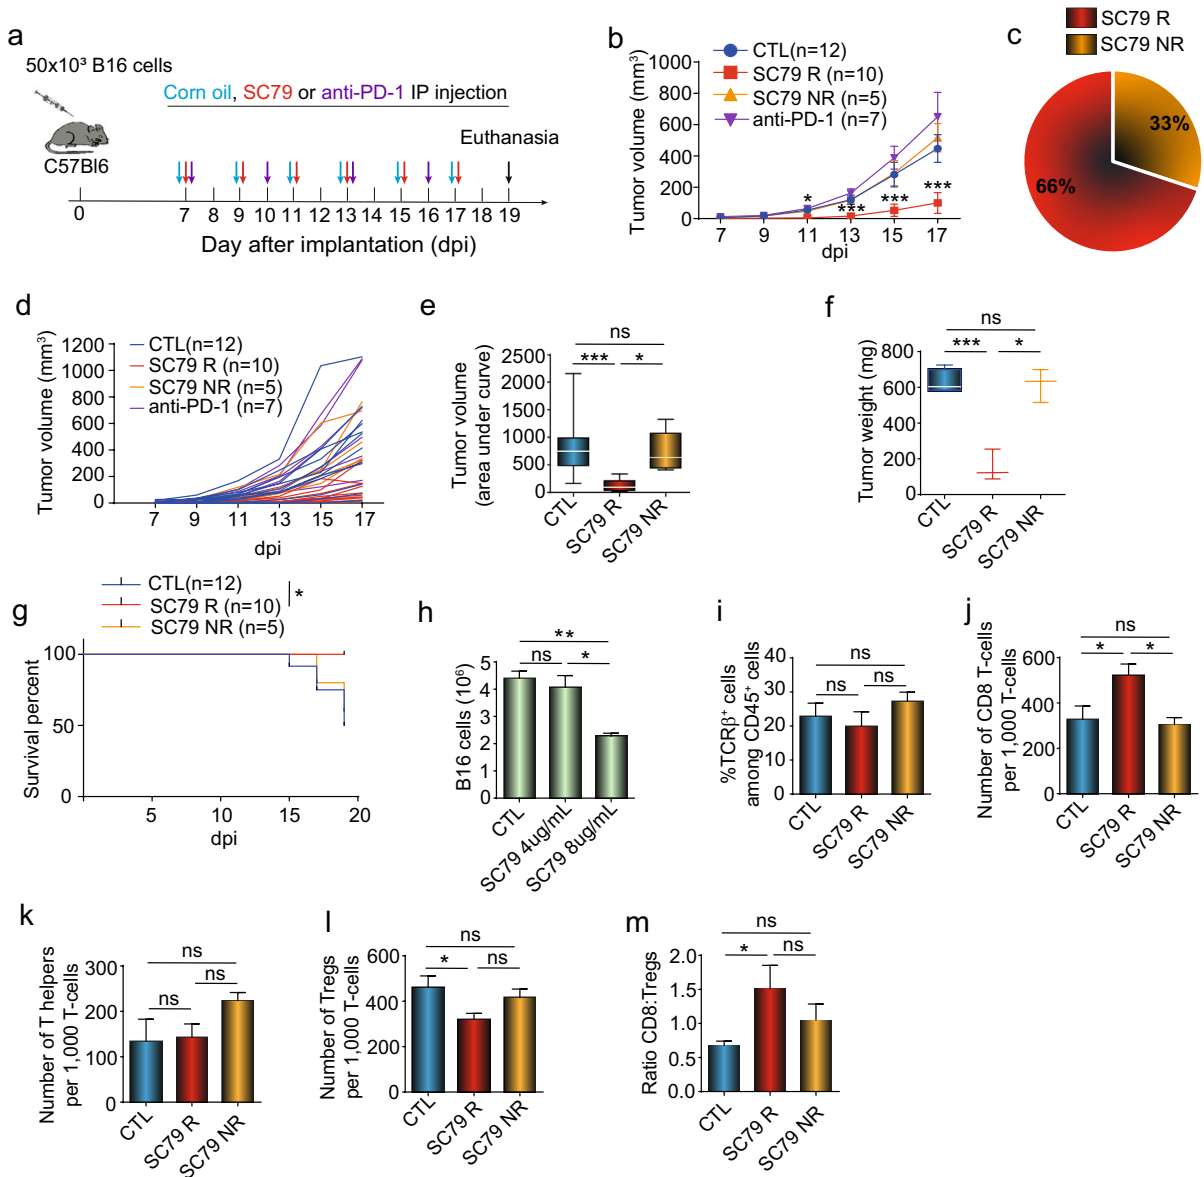 a
50x10³ B16 cells
C57Bl6
Corn oil, SC79 or anti-PD-1 IP injection
Euthanasia
0 7 8 9 10 11 12 13 14 15 16 17 18 19
Day after implantation (dpi)
b
CTL(n=12)
SC79 R (n=10)
SC79 NR (n=5)
anti-PD-1 (n=7)
Tumor volume (mm³)
1000
800
600
400
200
0
* *** *** ***
7 9 11 13 15 17
dpi
c
SC79 R
SC79 NR
33%
66%
d
CTL(n=12)
SC79 R (n=10)
SC79 NR (n=5)
anti-PD-1 (n=7)
Tumor volume (mm³)
1200
1000
800
600
400
200
0
7 9 11 13 15 17
dpi
e
ns
*** *
Tumor volume
(area under curve)
2500
2000
1500
1000
500
0
CTL
SC79 R
SC79 NR
f
ns
*** *
Tumor weight (mg)
800
600
400
200
0
CTL
SC79 R
SC79 NR
g
CTL(n=12)
SC79 R (n=10)
SC79 NR (n=5)
*
Survival percent
100
50
0
5 10 15 20
dpi
h
**
ns *
B16 cells (10⁶)
5
4
3
2
1
0
CTL
SC79 4ug/mL
SC79 8ug/mL
i
ns
ns ns
%TCRβ⁺ cells
among CD45⁺ cells
40
30
20
10
0
CTL
SC79 R
SC79 NR
j
ns
* *
Number of CD8 T-cells
per 1,000 T-cells
600
400
200
0
CTL
SC79 R
SC79 NR
k
ns
ns ns
Number of T helpers
per 1,000 T-cells
300
200
100
0
CTL
SC79 R
SC79 NR
l
ns
* ns
Number of Tregs
per 1,000 T-cells
600
400
200
0
CTL
SC79 R
SC79 NR
m
ns
* ns
Ratio CD8:Tregs
2.0
1.5
1.0
0.5
0.0
CTL
SC79 R
SC79 NR